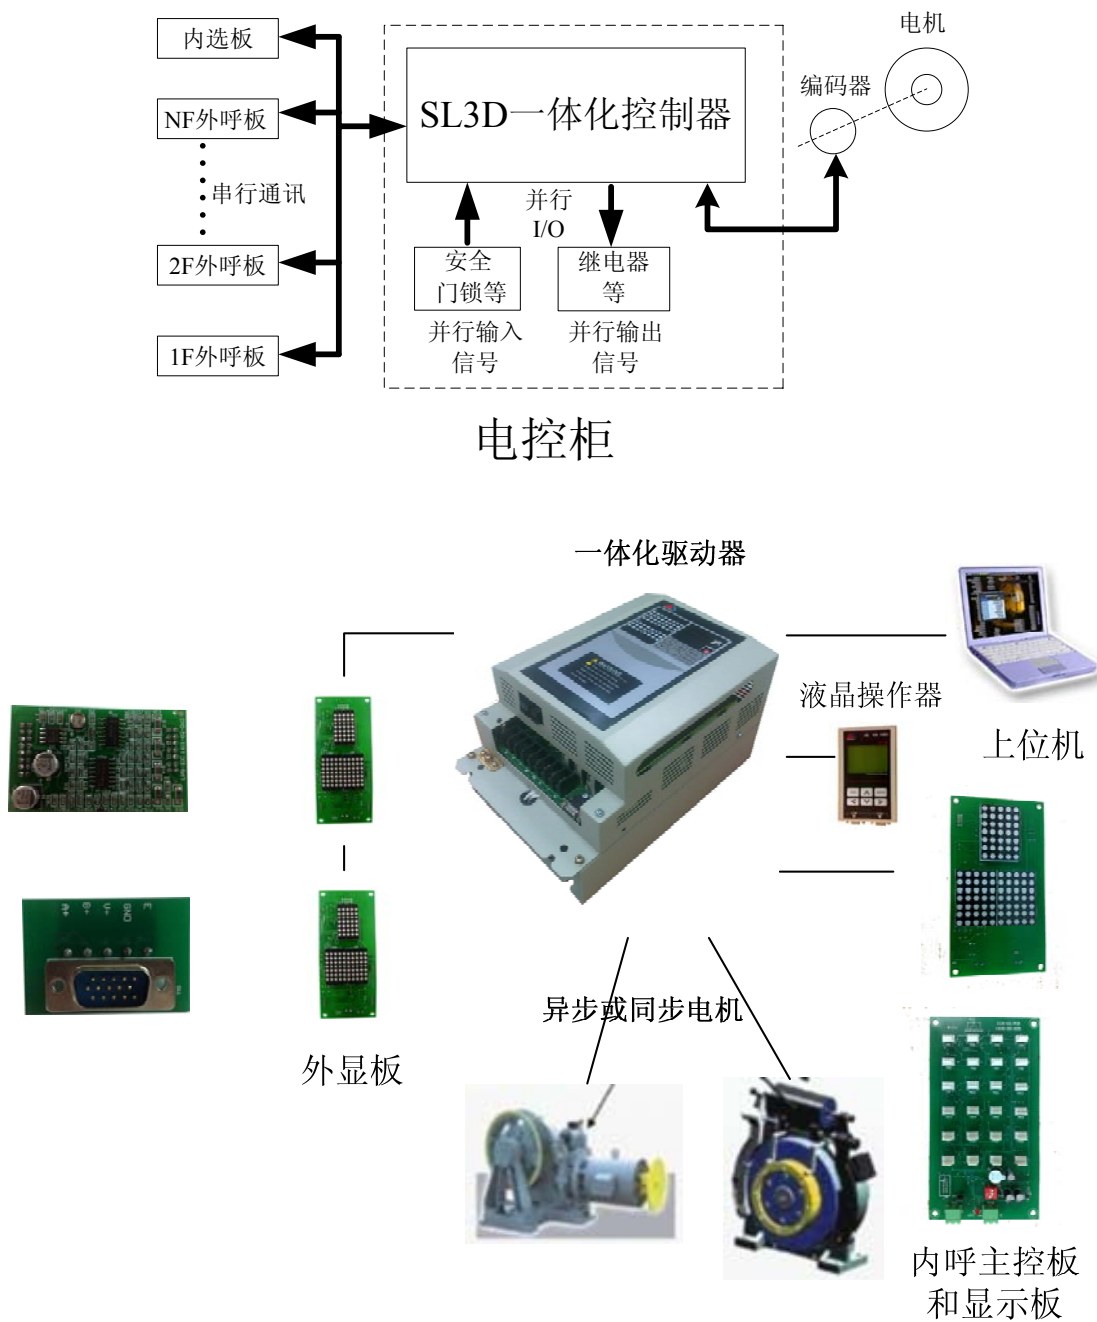 电机
内选板
编码器
NF外呼板
SL3D一体化控制器
串行通讯
并行
I/O
2F外呼板
安全
门锁等
继电器
等
并行输入
信号
并行输出
信号
1F外呼板
电控柜
一体化驱动器
液晶操作器
上位机
A+
B-
V-
GND
E
异步或同步电机
外显板
内呼主控板
和显示板